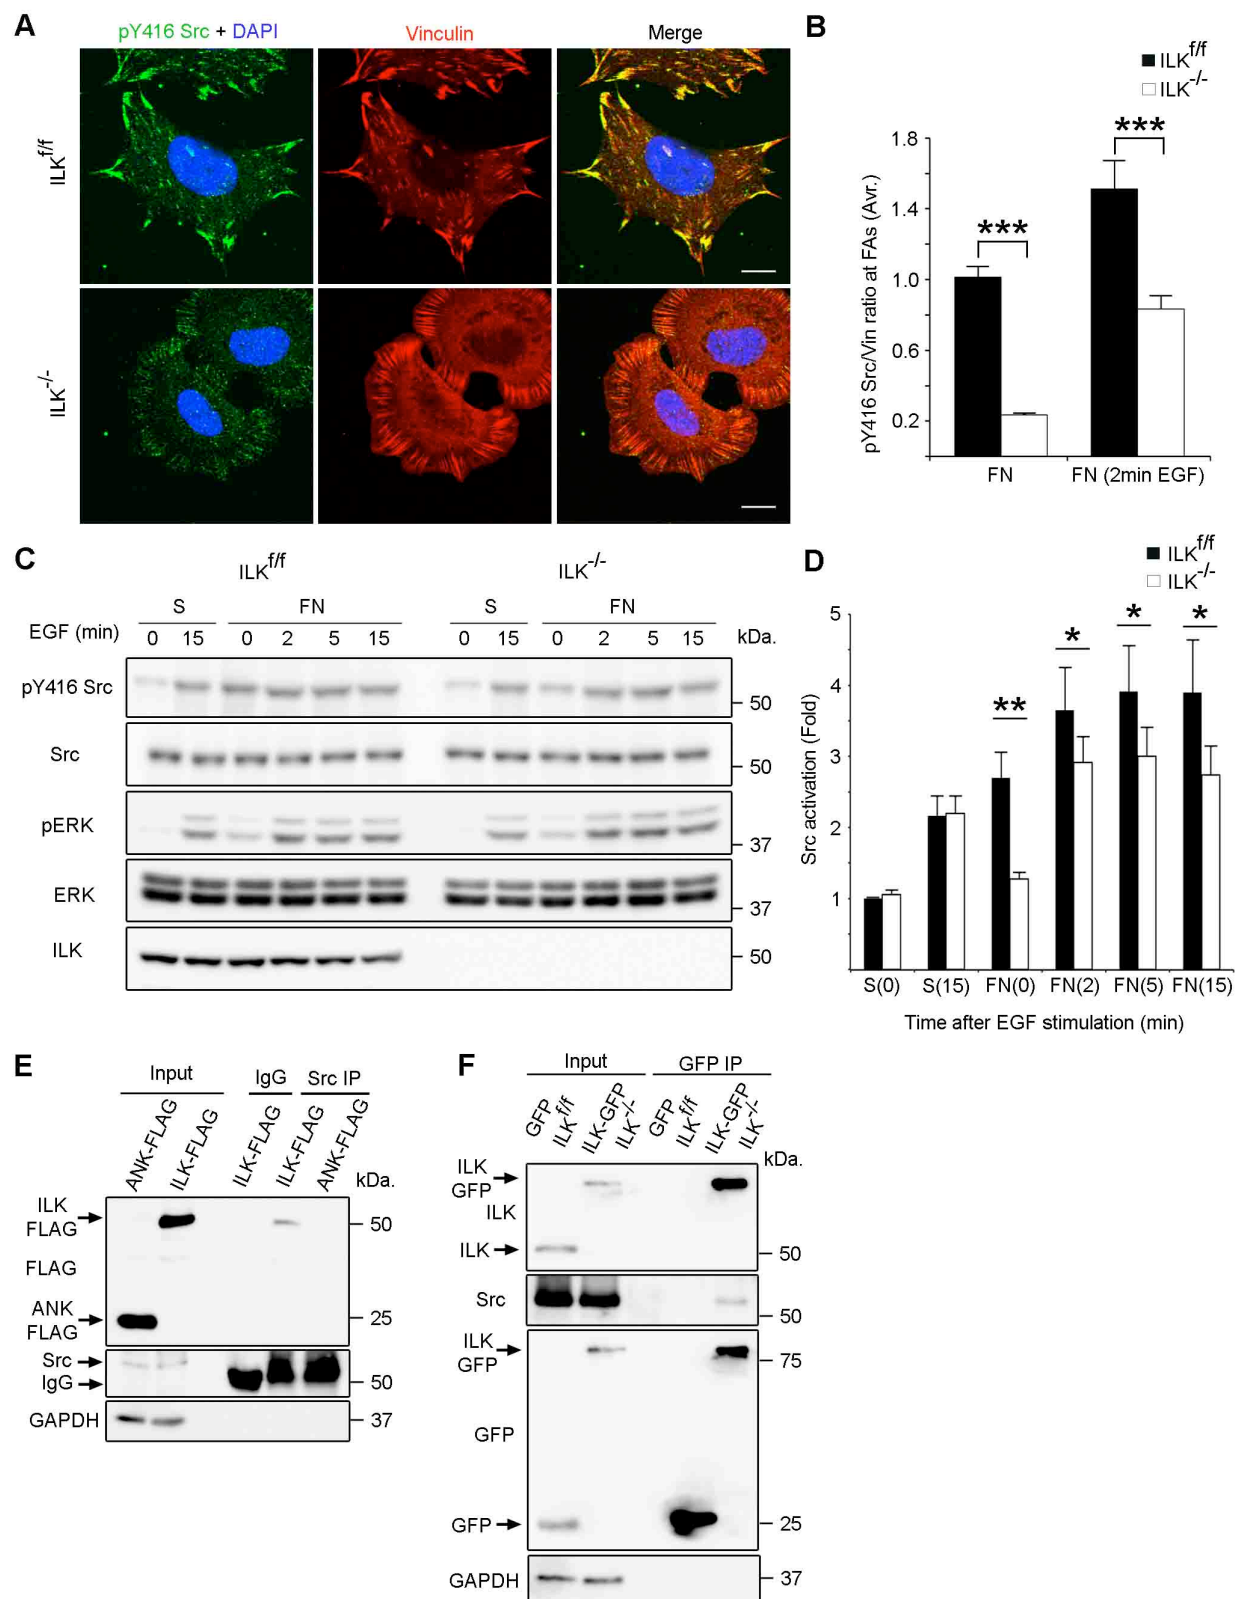 A
pY416 Src + DAPI
Vinculin
Merge
ILK f/f
ILK -/-
B
ILK f/f
ILK -/-
pY416 Src/Vin ratio at FAs (Avr.)
1.8
1.4
1.0
0.6
0.2
***
***
FN
FN (2min EGF)
C
ILK f/f
ILK -/-
S
FN
S
FN
EGF (min)
0 15 0 2 5 15 0 15 0 2 5 15
kDa.
pY416 Src
50
Src
50
pERK
37
ERK
37
ILK
50
D
ILK f/f
ILK -/-
Src activation (Fold)
5
4
3
2
1
**
*
*
*
S(0) S(15) FN(0) FN(2) FN(5) FN(15)
Time after EGF stimulation (min)
E
Input
IgG
Src IP
ANK-FLAG
ILK-FLAG
ILK-FLAG
ILK-FLAG
ANK-FLAG
kDa.
ILK
FLAG
50
FLAG
ANK
FLAG
25
Src
IgG
50
GAPDH
37
F
Input
GFP IP
GFP
ILK f/f
ILK-GFP
ILK -/-
GFP
ILK f/f
ILK-GFP
ILK -/-
kDa.
ILK
GFP
ILK
ILK
50
Src
50
ILK
GFP
75
GFP
GFP
25
GAPDH
37